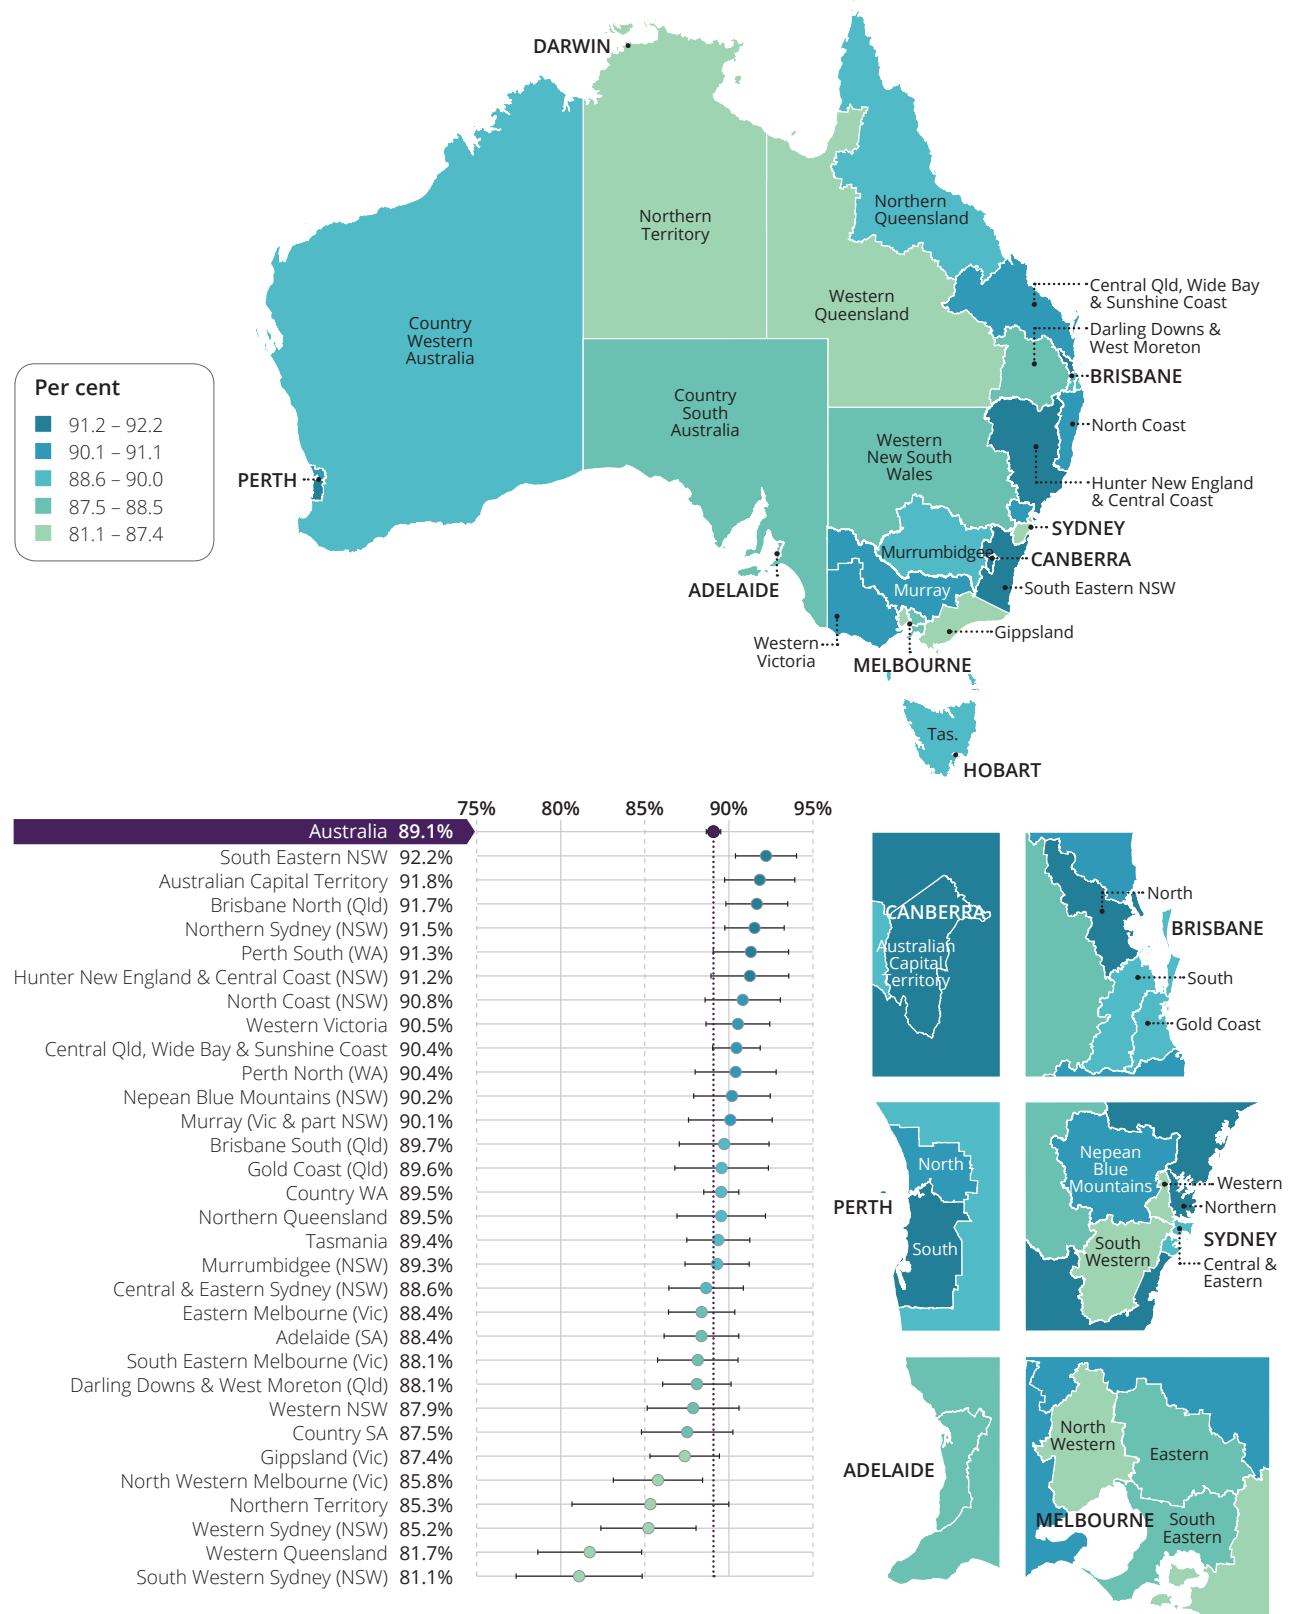 DARWIN
Northern
Queensland
Northern
Territory
Central Qld, Wide Bay
& Sunshine Coast
Western
Queensland
Country
Western
Australia
Darling Downs &
West Moreton
BRISBANE
Per cent
91.2 – 92.2
90.1 – 91.1
88.6 – 90.0
87.5 – 88.5
81.1 – 87.4
Country
South
Australia
North Coast
Western
New South
Wales
PERTH
Hunter New England
& Central Coast
SYDNEY
Murrumbidgee
CANBERRA
ADELAIDE
Murray
South Eastern NSW
Gippsland
Western
Victoria
MELBOURNE
Tas.
HOBART
75% 80% 85% 90% 95%
Australia 89.1%
South Eastern NSW 92.2%
Australian Capital Territory 91.8%
Brisbane North (Qld) 91.7%
Northern Sydney (NSW) 91.5%
Perth South (WA) 91.3%
Hunter New England & Central Coast (NSW) 91.2%
North Coast (NSW) 90.8%
Western Victoria 90.5%
Central Qld, Wide Bay & Sunshine Coast 90.4%
Perth North (WA) 90.4%
Nepean Blue Mountains (NSW) 90.2%
Murray (Vic & part NSW) 90.1%
Brisbane South (Qld) 89.7%
Gold Coast (Qld) 89.6%
Country WA 89.5%
Northern Queensland 89.5%
Tasmania 89.4%
Murrumbidgee (NSW) 89.3%
Central & Eastern Sydney (NSW) 88.6%
Eastern Melbourne (Vic) 88.4%
Adelaide (SA) 88.4%
South Eastern Melbourne (Vic) 88.1%
Darling Downs & West Moreton (Qld) 88.1%
Western NSW 87.9%
Country SA 87.5%
Gippsland (Vic) 87.4%
North Western Melbourne (Vic) 85.8%
Northern Territory 85.3%
Western Sydney (NSW) 85.2%
Western Queensland 81.7%
South Western Sydney (NSW) 81.1%
CANBERRA
Australian
Capital
Territory
North
BRISBANE
South
Gold Coast
PERTH
North
South
Nepean
Blue
Mountains
Western
Northern
SYDNEY
South
Western
Central &
Eastern
ADELAIDE
North
Western
Eastern
MELBOURNE
South
Eastern